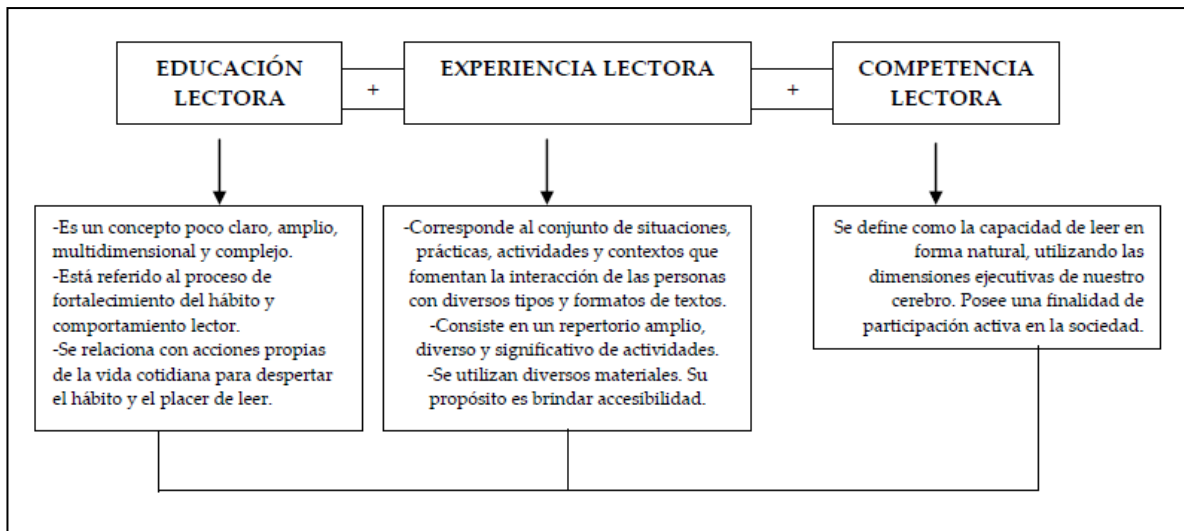 EDUCACIÓN
LECTORA
+
EXPERIENCIA LECTORA
+
COMPETENCIA
LECTORA
-Es un concepto poco claro, amplio,
multidimensional y complejo.
-Está referido al proceso de
fortalecimiento del hábito y
comportamiento lector.
-Se relaciona con acciones propias
de la vida cotidiana para despertar
el hábito y el placer de leer.
-Corresponde al conjunto de situaciones,
prácticas, actividades y contextos que
fomentan la interacción de las personas
con diversos tipos y formatos de textos.
-Consiste en un repertorio amplio,
diverso y significativo de actividades.
-Se utilizan diversos materiales. Su
propósito es brindar accesibilidad.
Se define como la capacidad de leer en
forma natural, utilizando las
dimensiones ejecutivas de nuestro
cerebro. Posee una finalidad de
participación activa en la sociedad.